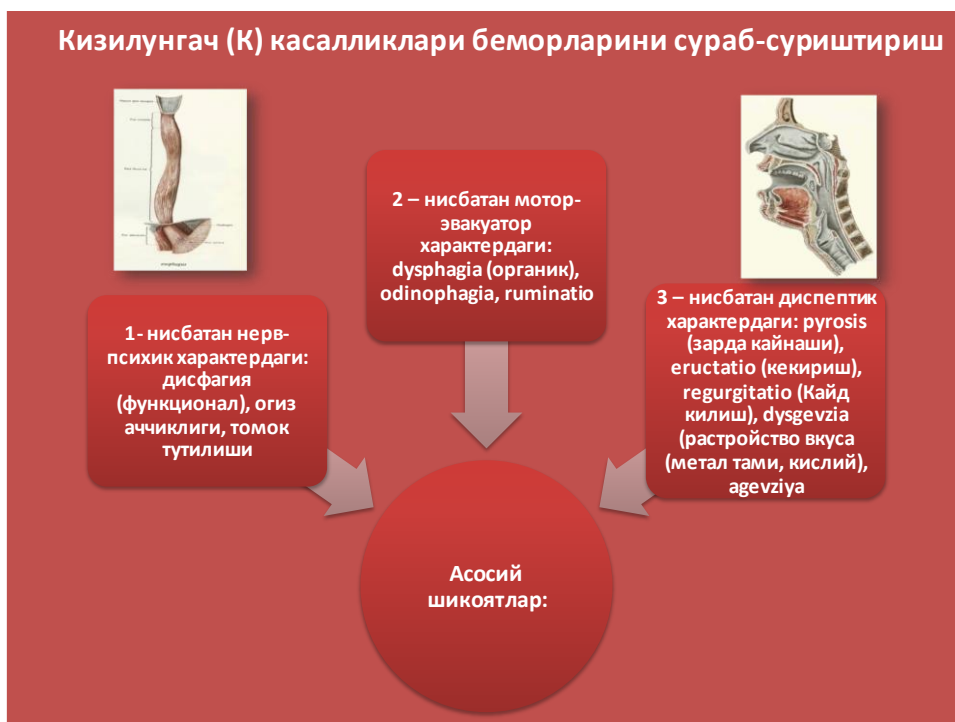 Кизилунгач (К) касалликлари беморларини сураб-суриштириш
2 – нисбатан мотор-
эвакуатор
характердаги:
dysphagia (органик),
odinophagia, ruminatio
1- нисбатан нерв-
психик характердаги:
дисфагия
(функционал), огиз
аччиклиги, томок
тутилиши
3 – нисбатан диспептик
характердаги: pyrosis
(зарда кайнаши),
eructatio (кекириш),
regurgitatio (Кайд
килиш), dysgevzia
(растройство вкуса
(метал тами, кислий),
agevziya
Асосий
шикоятлар: